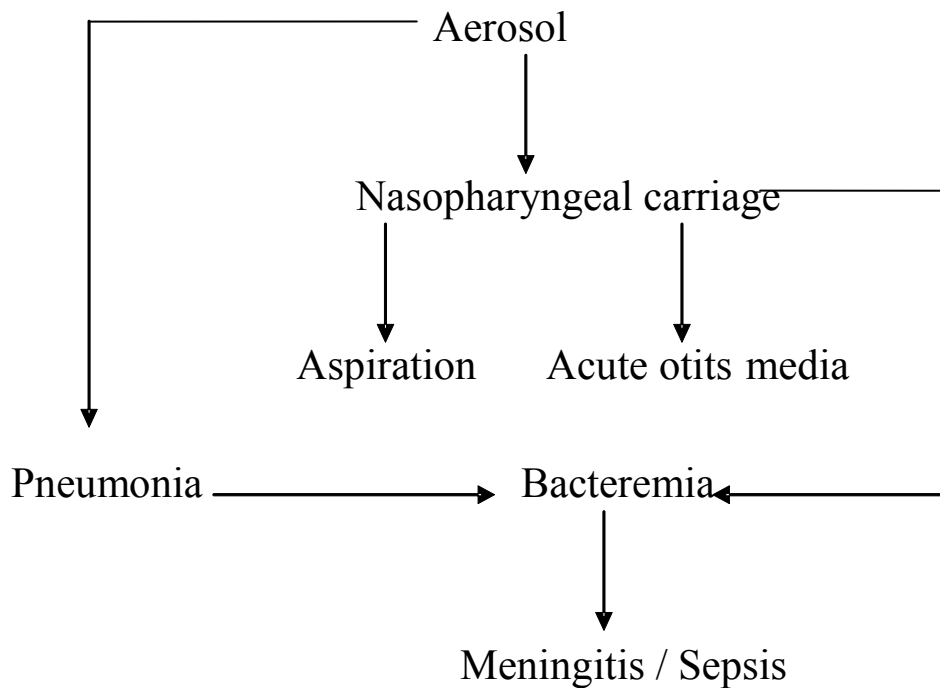 Aerosol
Nasopharyngeal carriage
Aspiration Acute otits media
Pneumonia Bacteremia
Meningitis / Sepsis